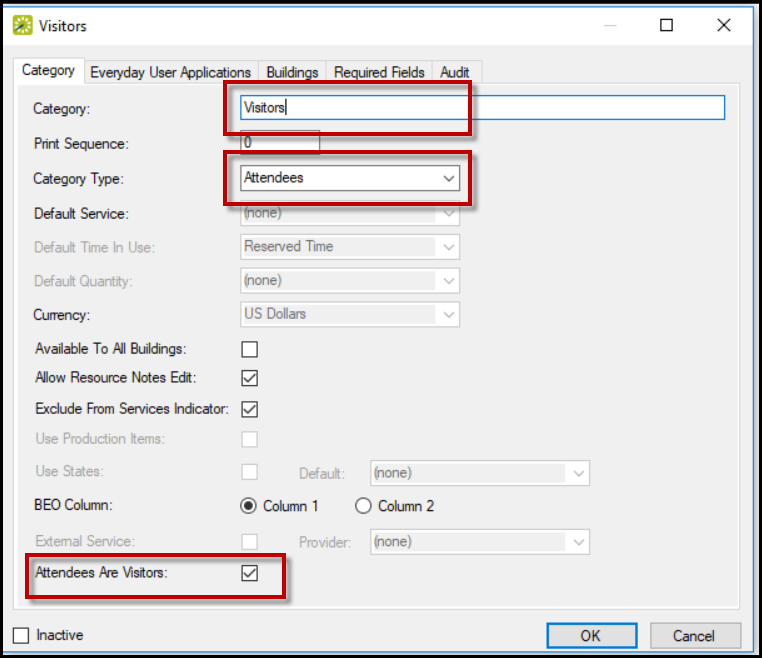 Visitors
Category Everyday User Applications Buildings Required Fields Audit
Category: Visitors
Print Sequence: 0
Category Type: Attendees
Default Service: (none)
Default Time In Use: Reserved Time
Default Quantity: (none)
Currency: US Dollars
Available To All Buildings:
Allow Resource Notes Edit:
Exclude From Services Indicator:
Use Production Items:
Use States: Default: (none)
BEO Column: Column 1 Column 2
External Service: Provider: (none)
Attendees Are Visitors:
Inactive OK Cancel